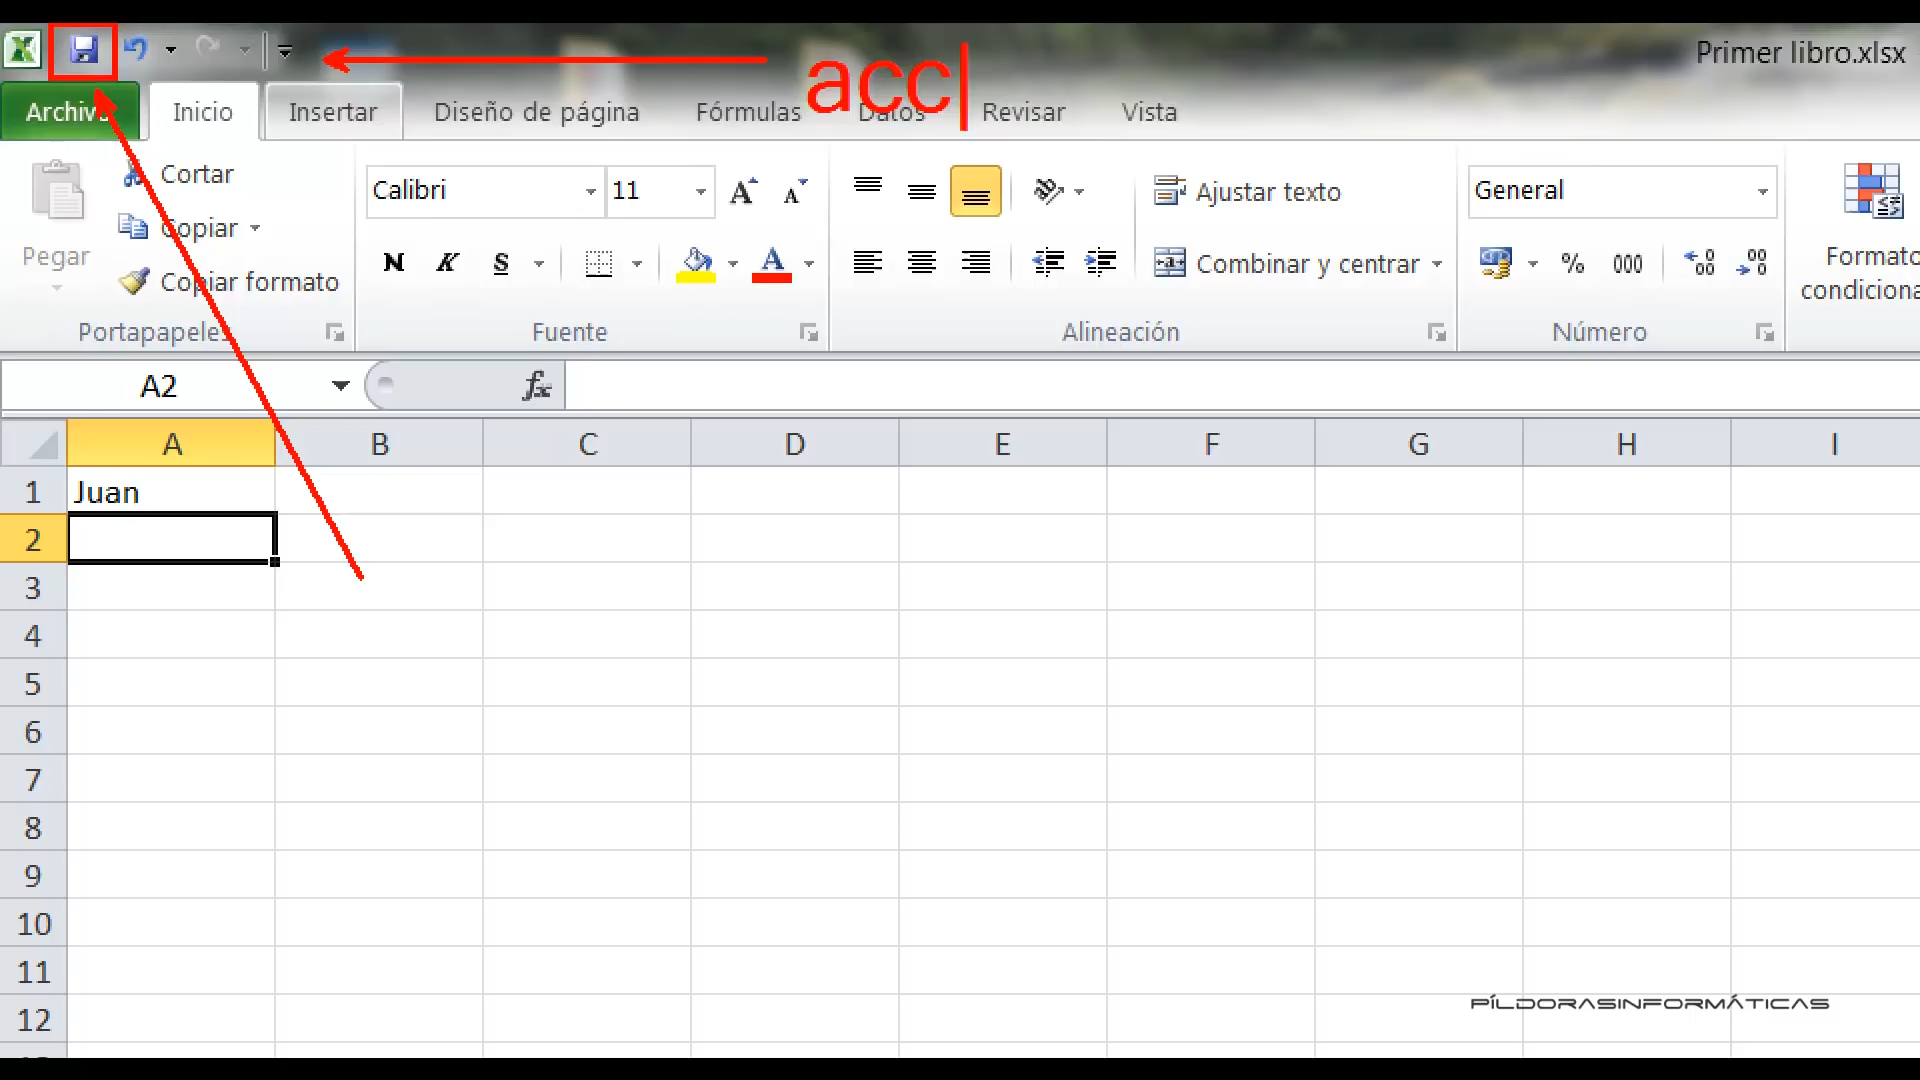 Primer libro.xlsx
acc
Archivo Inicio Insertar Diseño de página Fórmulas Datos Revisar Vista
Cortar
Copiar
Copiar formato
Pegar
Portapapeles
Calibri 11
N K S
Fuente
Ajustar texto
Combinar y centrar
Alineación
General
% 000
Número
Formato
condiciona
A2 fx
A B C D E F G H I
1 Juan
2
3
4
5
6
7
8
9
10
11
12
PÍLDORASINFORMÁTICAS